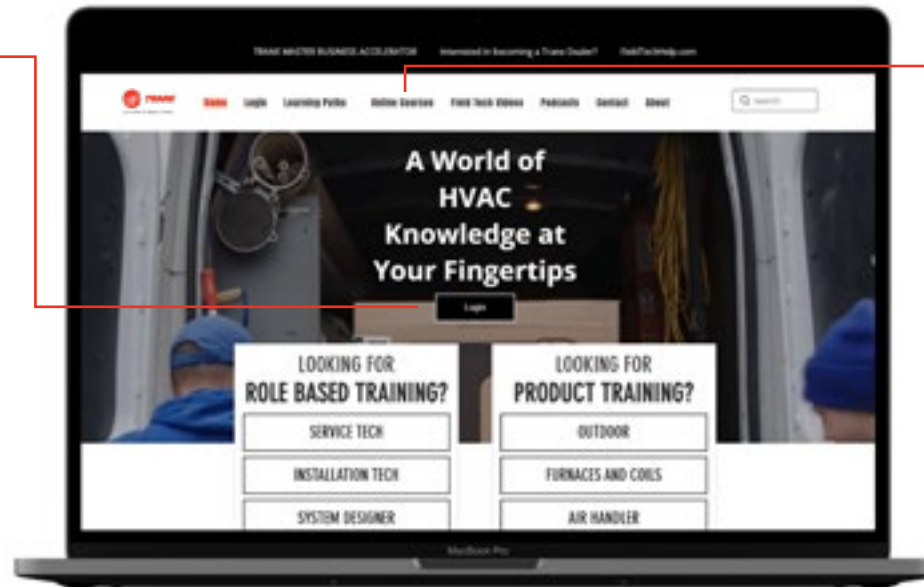 TRANE MASTER BUSINESS ACCELERATOR Interested in Becoming a Trane Dealer? FieldTechHelp.com
TRANE Home Login Learning Paths Online Courses Field Tech Videos Podcasts Contact About Search
A World of
HVAC
Knowledge at
Your Fingertips
Login
LOOKING FOR
ROLE BASED TRAINING?
SERVICE TECH
INSTALLATION TECH
SYSTEM DESIGNER
LOOKING FOR
PRODUCT TRAINING?
OUTDOOR
FURNACES AND COILS
AIR HANDLER
MacBook Pro